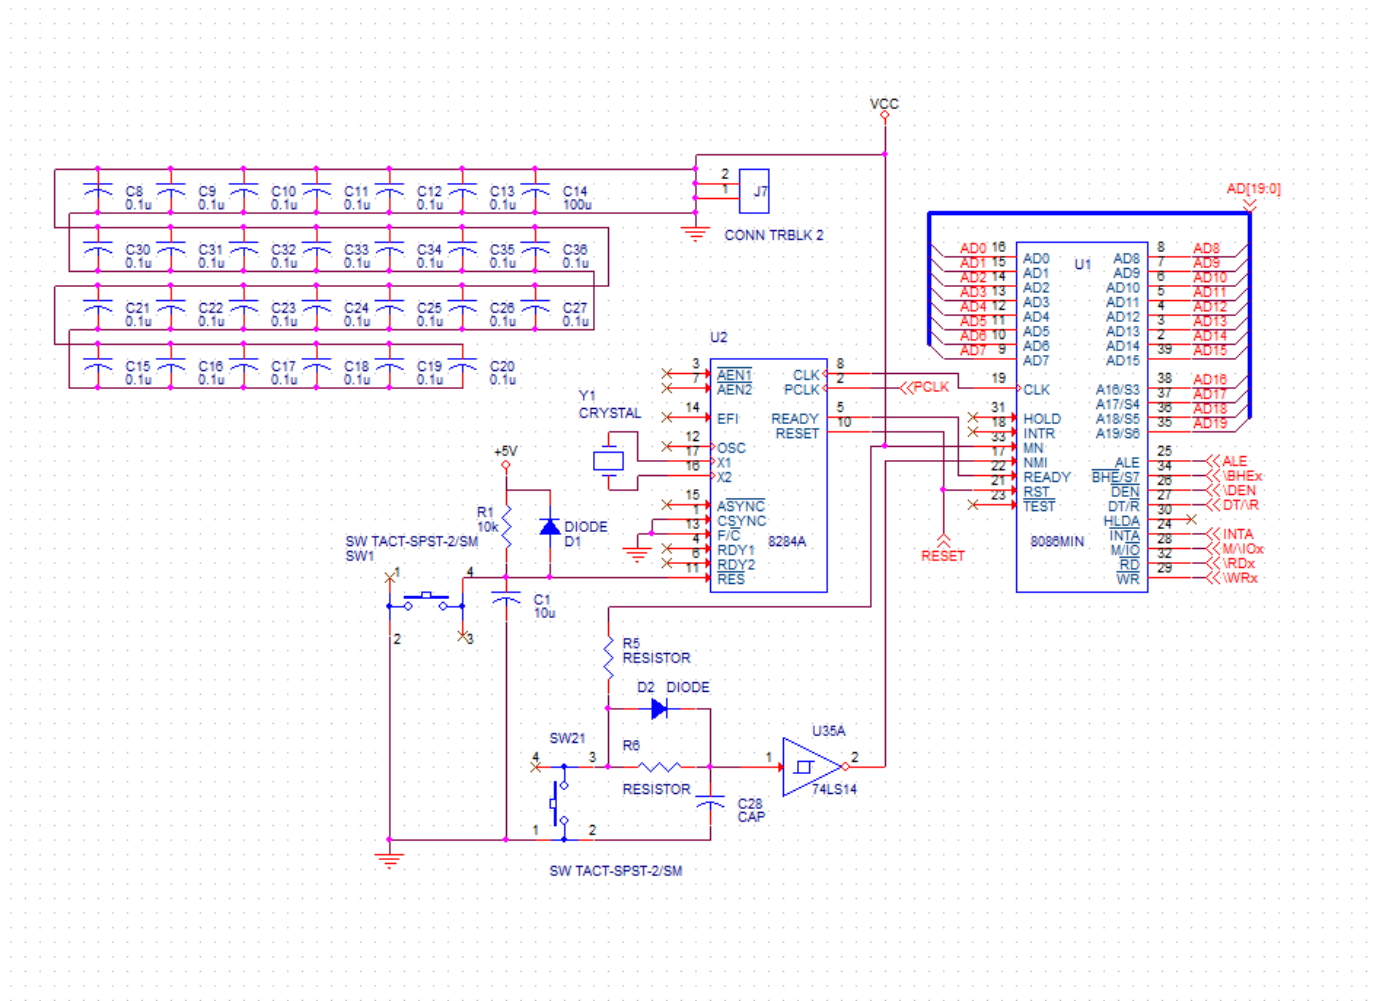 VCC
C8 C9 C10 C11 C12 C13 C14
0.1u 0.1u 0.1u 0.1u 0.1u 0.1u 100u
2
1
J7
CONN TRBLK 2
C30 C31 C32 C33 C34 C35 C36
0.1u 0.1u 0.1u 0.1u 0.1u 0.1u 0.1u
C21 C22 C23 C24 C25 C26 C27
0.1u 0.1u 0.1u 0.1u 0.1u 0.1u 0.1u
C15 C16 C17 C18 C19 C20
0.1u 0.1u 0.1u 0.1u 0.1u 0.1u
AD[19:0]
U1
AD0 16 AD0 AD8 8 AD8
AD1 15 AD1 AD9 7 AD9
AD2 14 AD2 AD10 6 AD10
AD3 13 AD3 AD11 5 AD11
AD4 12 AD4 AD12 4 AD12
AD5 11 AD5 AD13 3 AD13
AD6 10 AD6 AD14 2 AD14
AD7 9 AD7 AD15 39 AD15
19 CLK A16/S3 38 AD16
A17/S4 37 AD17
31 HOLD A18/S5 36 AD18
18 INTR A19/S6 35 AD19
33 MN
17 NMI ALE 25 ALE
22 READY BHE/S7 34 \BHEx
21 RST DEN 26 \DEN
23 TEST DT/R 27 DT/\R
HLDA 30
INTA 24 INTA
8086MIN M/IO 28 M/\IOx
RD 32 \RDx
WR 29 \WRx
RESET
U2
3 AEN1 CLK 8
7 AEN2 PCLK 2 PCLK
14 EFI READY 5
RESET 10
12 OSC
17 X1
16 X2
15 ASYNC
1 CSYNC
13 F/C
4 RDY1
6 RDY2
11 RES
8284A
Y1
CRYSTAL
+5V
R1
10k
DIODE
D1
SW TACT-SPST-2/SM
SW1
1 4
2 3
C1
10u
R5
RESISTOR
D2 DIODE
U35A
SW21
R6
4 3
1 2
74LS14
RESISTOR
C28
CAP
1 2
SW TACT-SPST-2/SM